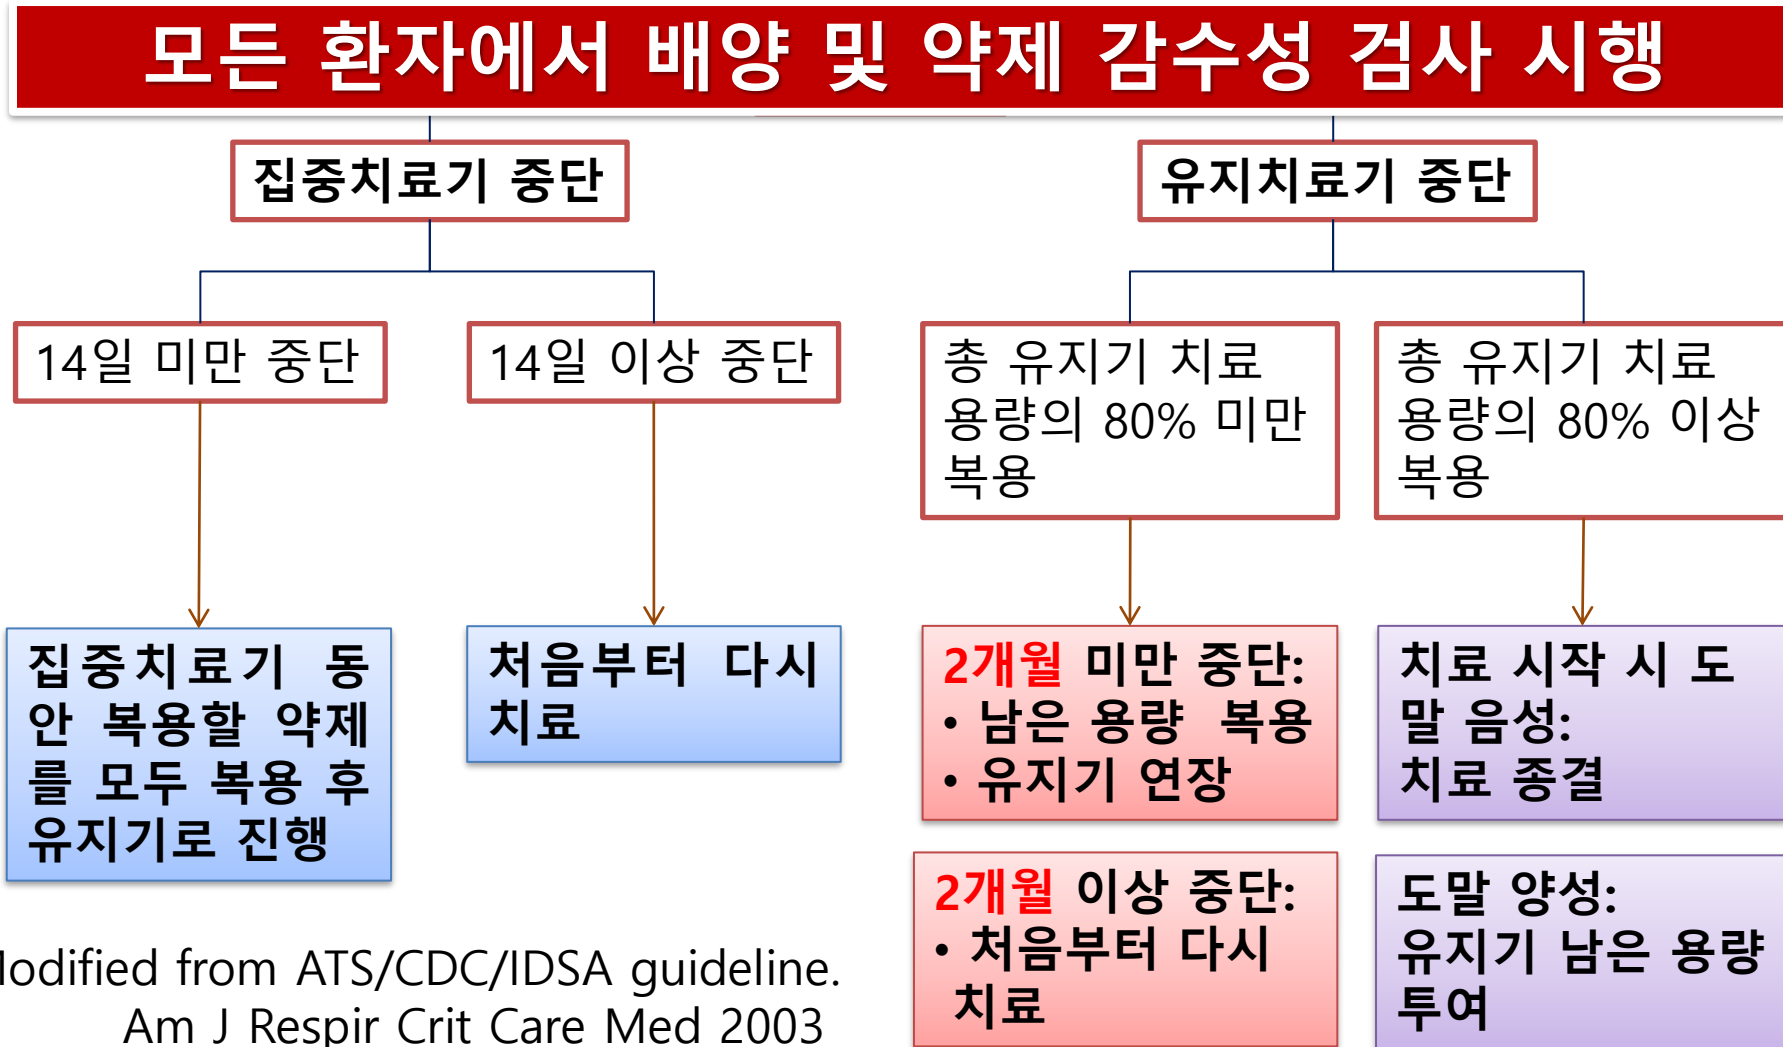 모든 환자에서 배양 및 약제 감수성 검사 시행
집중치료기 중단
유지치료기 중단
14일 미만 중단
14일 이상 중단
총 유지기 치료
용량의 80% 미만
복용
총 유지기 치료
용량의 80% 이상
복용
집중치료기 동
안 복용할 약제
를 모두 복용 후
유지기로 진행
처음부터 다시
치료
2개월 미만 중단:
• 남은 용량 복용
• 유지기 연장
치료 시작 시 도
말 음성:
치료 종결
2개월 이상 중단:
• 처음부터 다시
치료
도말 양성:
유지기 남은 용량
투여
Modified from ATS/CDC/IDSA guideline.
Am J Respir Crit Care Med 2003